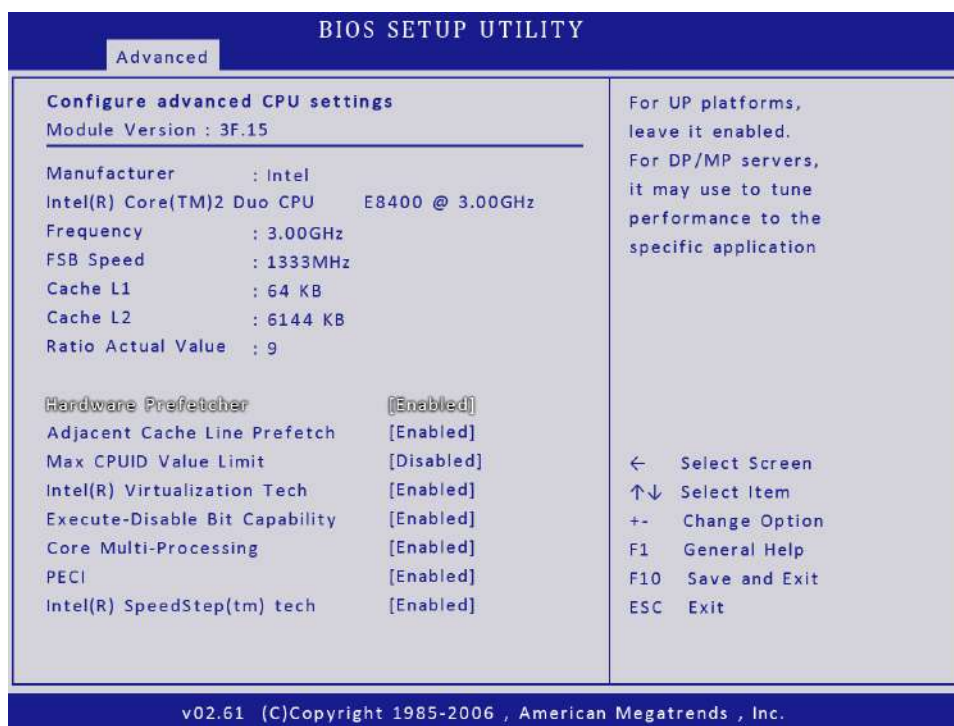 BIOS SETUP UTILITY
Advanced
Configure advanced CPU settings
Module Version : 3F.15
Manufacturer : Intel
Intel(R) Core(TM)2 Duo CPU E8400 @ 3.00GHz
Frequency : 3.00GHz
FSB Speed : 1333MHz
Cache L1 : 64 KB
Cache L2 : 6144 KB
Ratio Actual Value : 9
Hardware Prefetcher [Enabled]
Adjacent Cache Line Prefetch [Enabled]
Max CPUID Value Limit [Disabled]
Intel(R) Virtualization Tech [Enabled]
Execute-Disable Bit Capability [Enabled]
Core Multi-Processing [Enabled]
PECI [Enabled]
Intel(R) SpeedStep(tm) tech [Enabled]
For UP platforms,
leave it enabled.
For DP/MP servers,
it may use to tune
performance to the
specific application
← Select Screen
↑↓ Select Item
+- Change Option
F1 General Help
F10 Save and Exit
ESC Exit
v02.61 (C)Copyright 1985-2006 , American Megatrends , Inc.